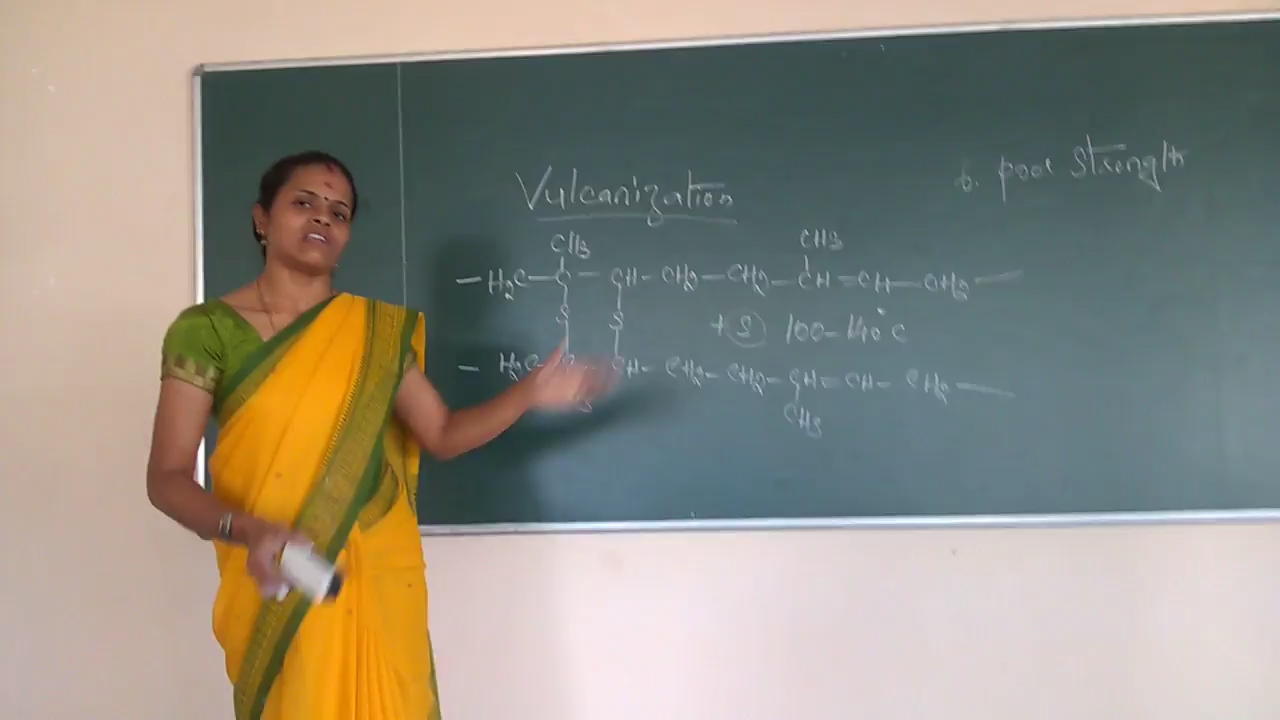 Vulcanization
6. poor Strength
CH3
— H2C — C — CH — CH2 — CH2 — CH = CH — CH2 —
S S
+ S 100-140°C
— H2C - CH - CH2 - CH2 - CH = CH - CH2 —
CH3